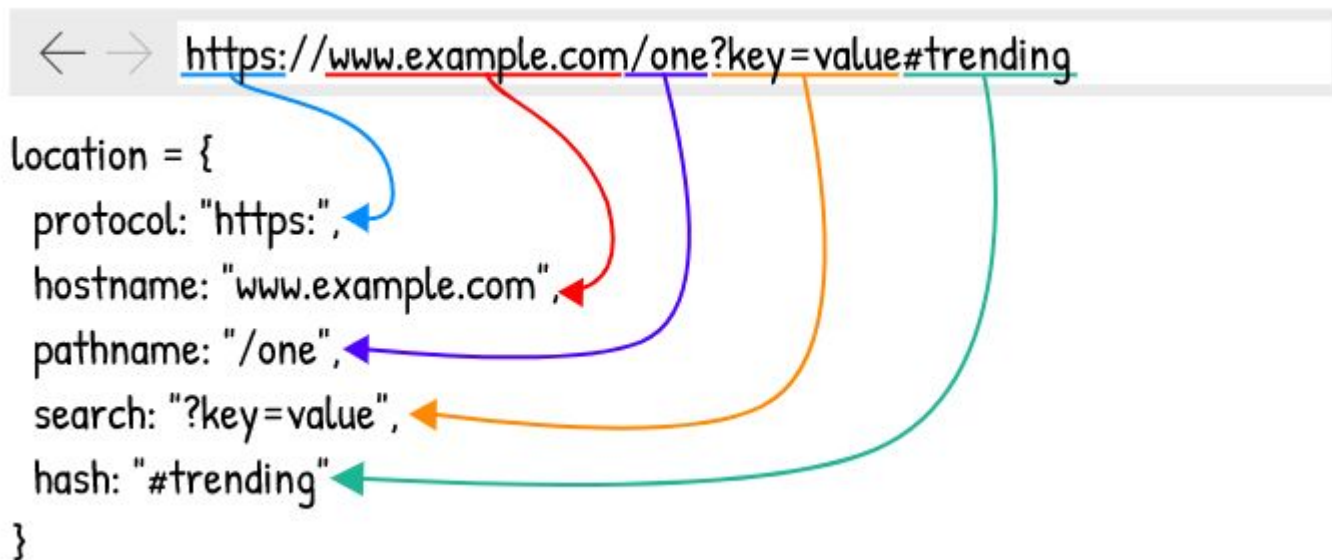 https://www.example.com/one?key=value#trending
location = {
protocol: "https:",
hostname: "www.example.com",
pathname: "/one",
search: "?key=value",
hash: "#trending"
}